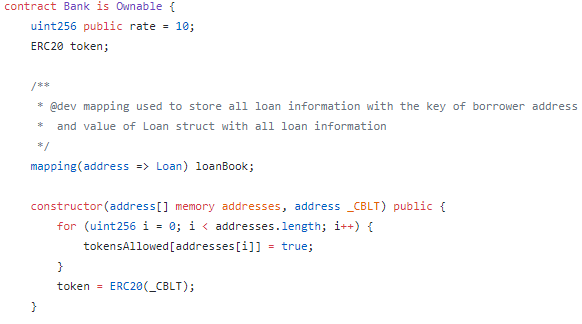 contract Bank is Ownable {
    uint256 public rate = 10;
    ERC20 token;

    /**
     * @dev mapping used to store all loan information with the key of borrower address
     *  and value of Loan struct with all loan information
     */
    mapping(address => Loan) loanBook;

    constructor(address[] memory addresses, address _CBLT) public {
        for (uint256 i = 0; i < addresses.length; i++) {
            tokensAllowed[addresses[i]] = true;
        }
        token = ERC20(_CBLT);
    }